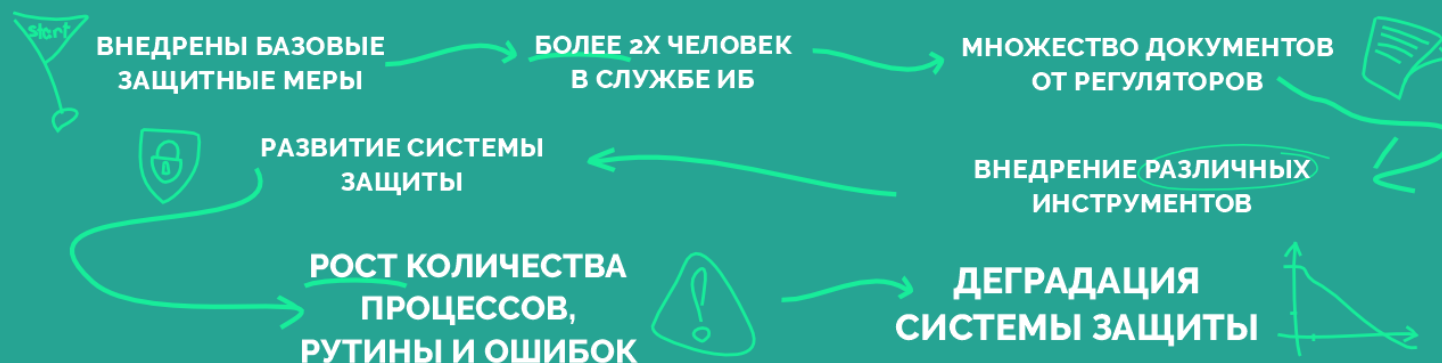 start
ВНЕДРЕНЫ БАЗОВЫЕ
ЗАЩИТНЫЕ МЕРЫ
БОЛЕЕ 2Х ЧЕЛОВЕК
В СЛУЖБЕ ИБ
МНОЖЕСТВО ДОКУМЕНТОВ
ОТ РЕГУЛЯТОРОВ
ВНЕДРЕНИЕ РАЗЛИЧНЫХ
ИНСТРУМЕНТОВ
РАЗВИТИЕ СИСТЕМЫ
ЗАЩИТЫ
РОСТ КОЛИЧЕСТВА
ПРОЦЕССОВ,
РУТИНЫ И ОШИБОК
ДЕГРАДАЦИЯ
СИСТЕМЫ ЗАЩИТЫ